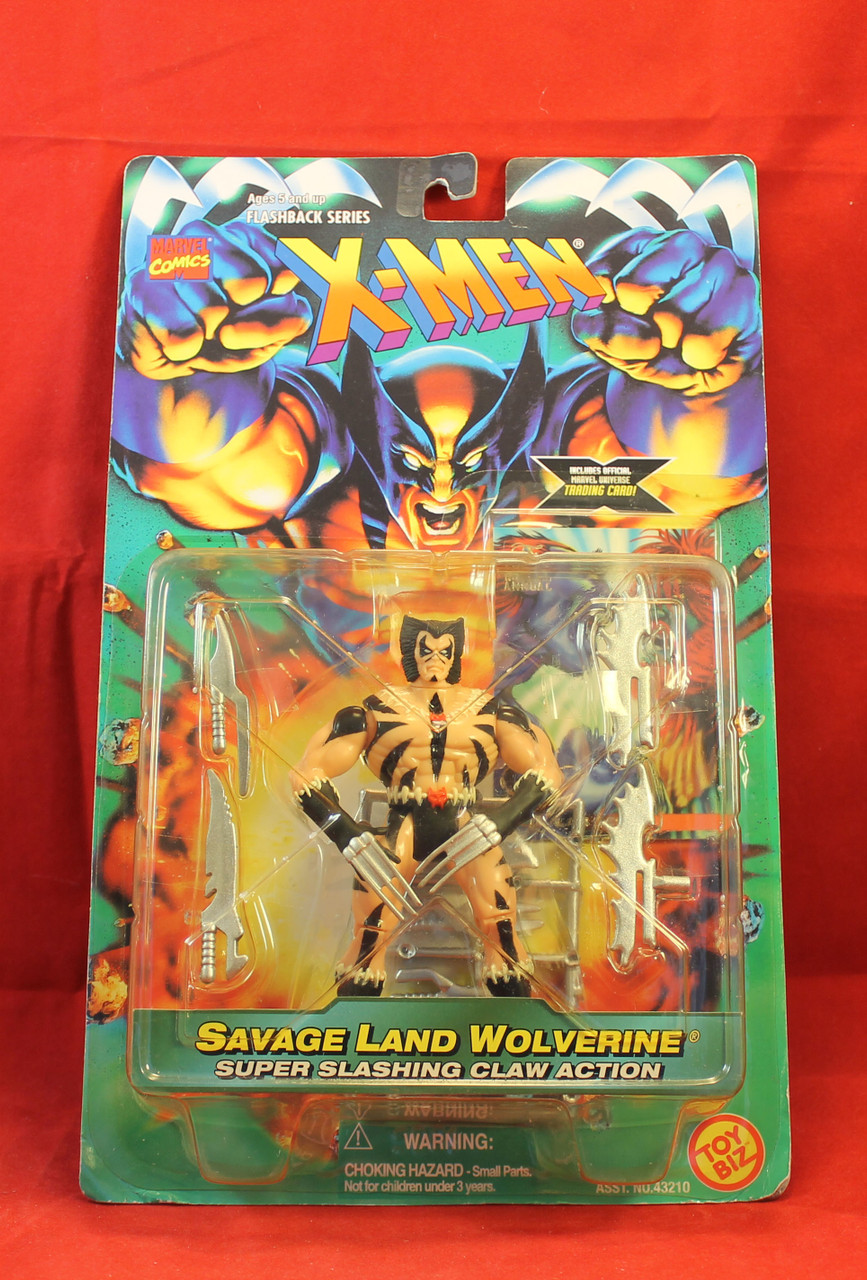 Ages 5 and up
FLASHBACK SERIES
MARVEL
COMICS
X-MEN®
INCLUDES OFFICIAL
MARVEL UNIVERSE
TRADING CARD!
ANNUAL
SAVAGE LAND WOLVERINE®
SUPER SLASHING CLAW ACTION
WARNING:
CHOKING HAZARD - Small Parts.
Not for children under 3 years.
TOY
BIZ
ASST. NO.43210